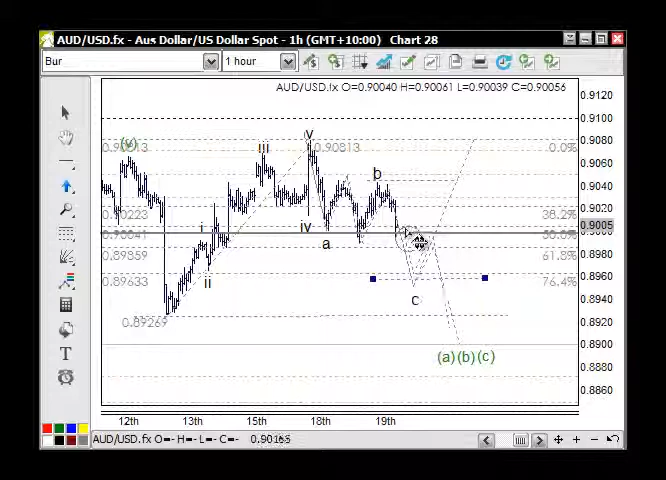 AUD/USD.fx - Aus Dollar/US Dollar Spot - 1h (GMT+10:00) Chart 28
Bur
1 hour
AUD/USD.fx O=0.90040 H=0.90061 L=0.90039 C=0.90056
0.9120
0.9100
0.9080
0.9060
0.9040
0.9020
0.9005
0.8980
0.8960
0.8940
0.8920
0.8900
0.8880
0.8860
(v)
iii
v
0.90813
0.0%
b
0.90223
38.2%
i
iv
a
0.89859
61.8%
ii
0.89633
76.4%
c
0.89269
(a)(b)(c)
12th
13th
15th
18th
19th
AUD/USD.fx O=- H=- L=- C=-
T